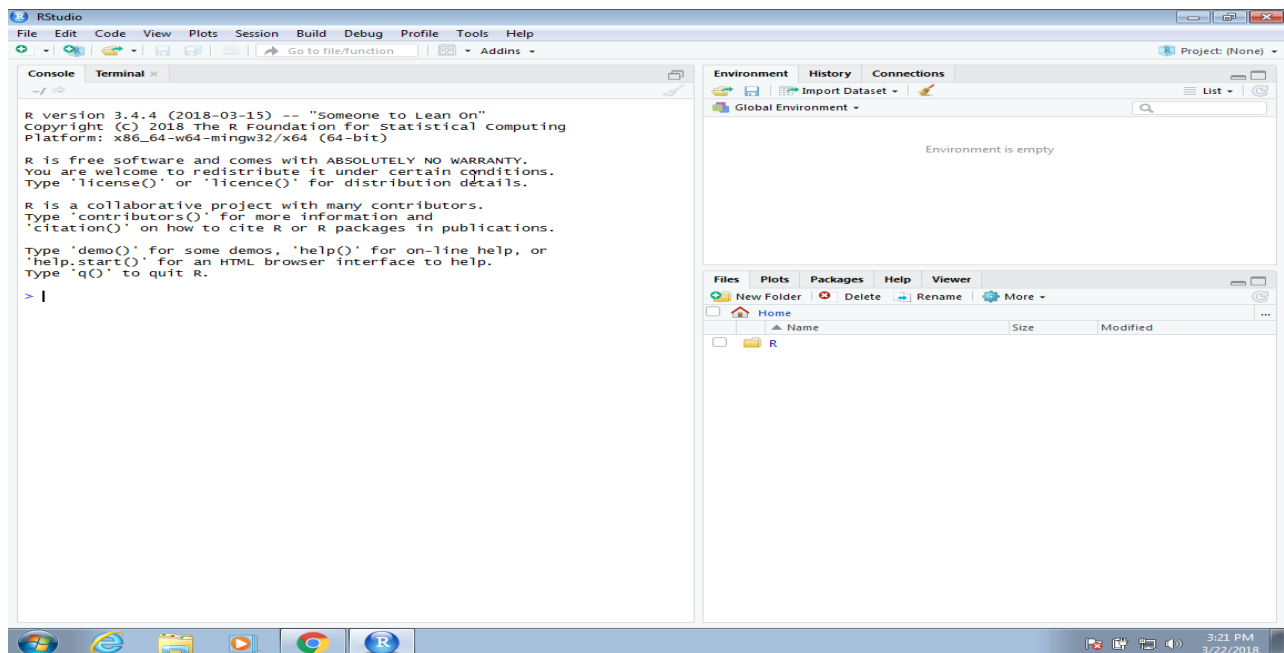 RStudio
File Edit Code View Plots Session Build Debug Profile Tools Help
Go to file/function Addins Project: (None)
Console Terminal
~/
R version 3.4.4 (2018-03-15) -- "Someone to Lean On"
Copyright (C) 2018 The R Foundation for Statistical Computing
Platform: x86_64-w64-mingw32/x64 (64-bit)
R is free software and comes with ABSOLUTELY NO WARRANTY.
You are welcome to redistribute it under certain conditions.
Type 'license()' or 'licence()' for distribution details.
R is a collaborative project with many contributors.
Type 'contributors()' for more information and
'citation()' on how to cite R or R packages in publications.
Type 'demo()' for some demos, 'help()' for on-line help, or
'help.start()' for an HTML browser interface to help.
Type 'q()' to quit R.
>
Environment History Connections
Import Dataset List
Global Environment
Environment is empty
Files Plots Packages Help Viewer
New Folder Delete Rename More
Home ...
Name Size Modified
R
3:21 PM
3/22/2018